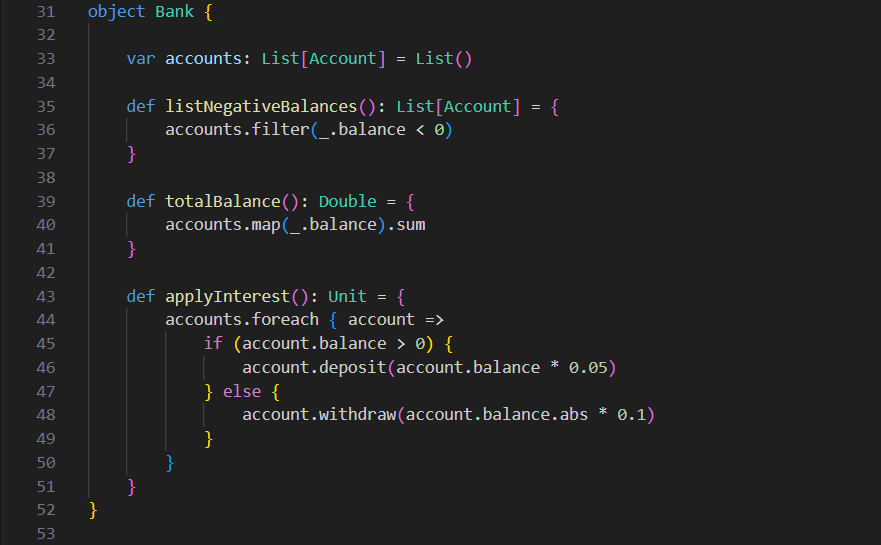 31 object Bank {
32
33     var accounts: List[Account] = List()
34
35     def listNegativeBalances(): List[Account] = {
36         accounts.filter(_.balance < 0)
37     }
38
39     def totalBalance(): Double = {
40         accounts.map(_.balance).sum
41     }
42
43     def applyInterest(): Unit = {
44         accounts.foreach { account =>
45             if (account.balance > 0) {
46                 account.deposit(account.balance * 0.05)
47             } else {
48                 account.withdraw(account.balance.abs * 0.1)
49             }
50         }
51     }
52 }
53